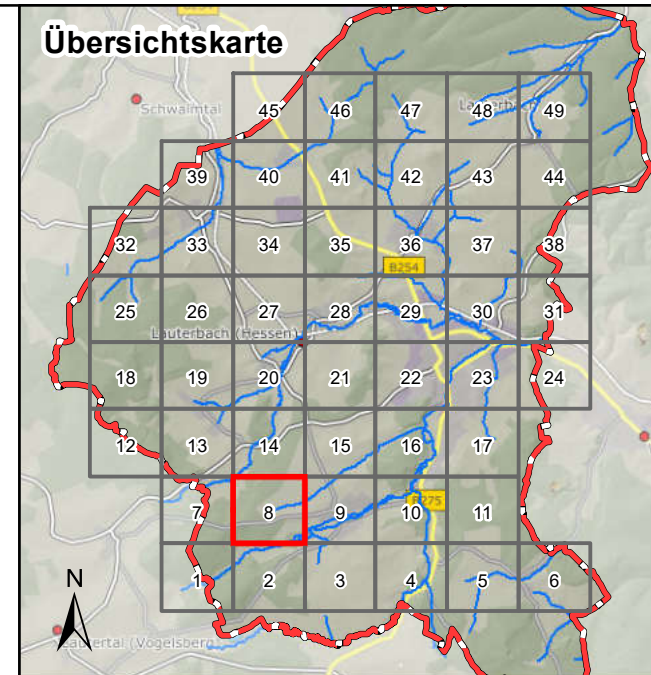 Übersichtskarte
Schwalmtal
45 46 47 48 49
39 40 41 42 43 44
32 33 34 35 36 37 38
B254
25 26 27 28 29 30 31
Lauterbach (Hessen)
18 19 20 21 22 23 24
12 13 14 15 16 17
7 8 9 10 11
B275
N
1 2 3 4 5 6
Lautertal (Vogelsberg)